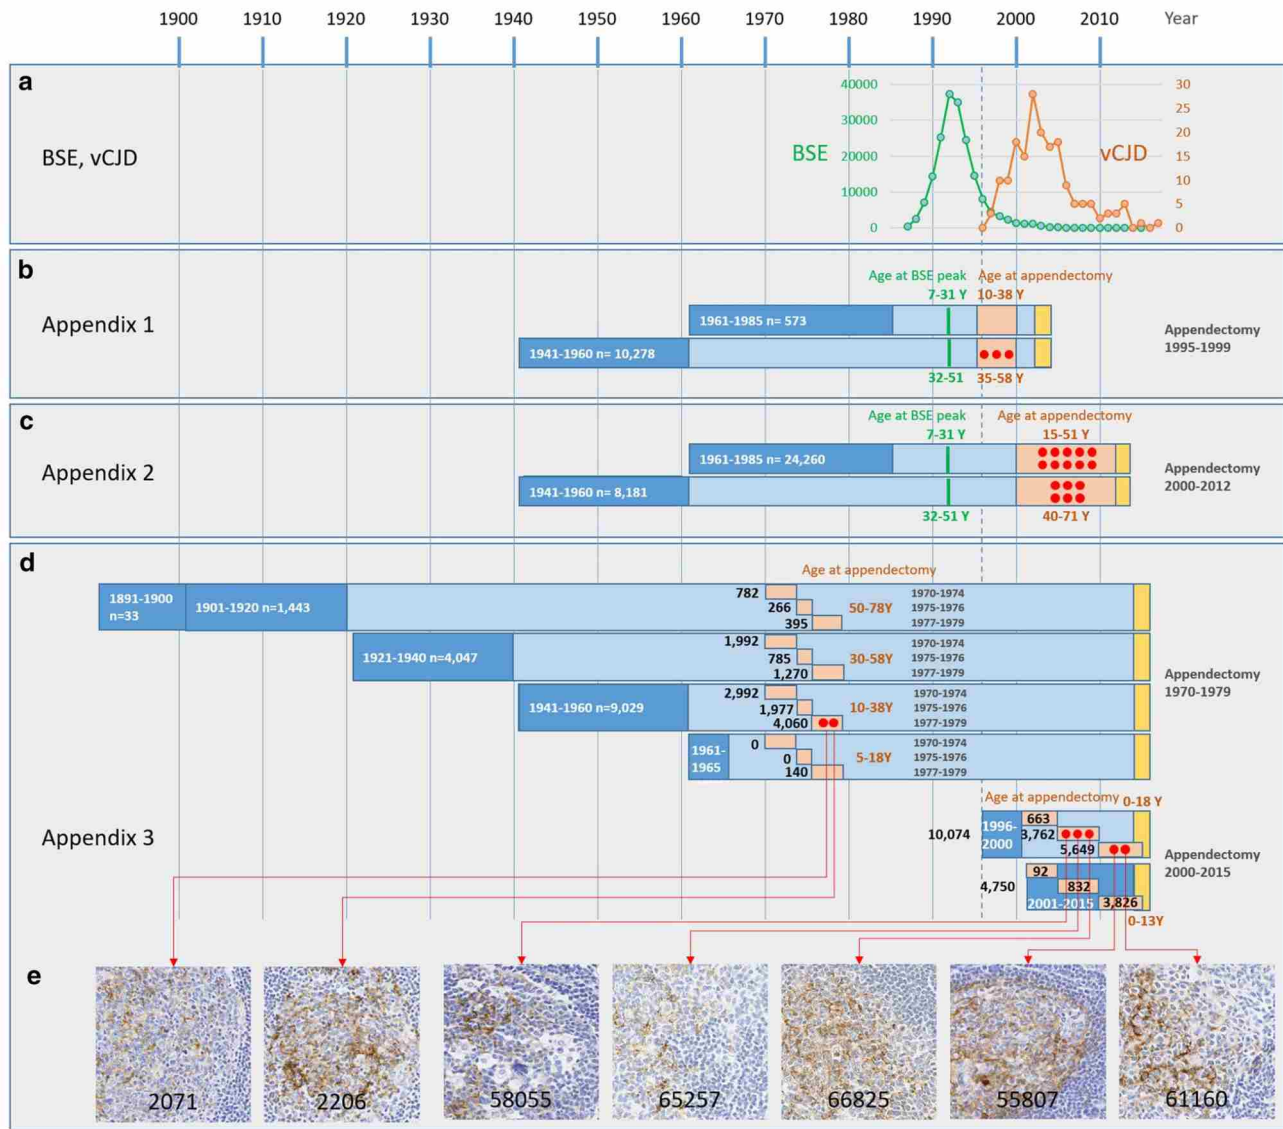 1900 1910 1920 1930 1940 1950 1960 1970 1980 1990 2000 2010 Year
a
BSE, vCJD
BSE
40000
30000
20000
10000
0
vCJD
30
25
20
15
10
5
0
b
Appendix 1
Age at BSE peak Age at appendectomy
7-31 Y 10-38 Y
1961-1985 n= 573
1941-1960 n= 10,278
32-51 35-58 Y
Appendectomy
1995-1999
c
Appendix 2
Age at BSE peak Age at appendectomy
7-31 Y 15-51 Y
1961-1985 n= 24,260
1941-1960 n= 8,181
32-51 Y 40-71 Y
Appendectomy
2000-2012
d
Appendix 3
Age at appendectomy
1891-1900
n=33
1901-1920 n=1,443
782 1970-1974
266 50-78Y 1975-1976
395 1977-1979
1921-1940 n=4,047
1,992 1970-1974
785 30-58Y 1975-1976
1,270 1977-1979
1941-1960 n=9,029
2,992 1970-1974
1,977 10-38Y 1975-1976
4,060 1977-1979
1961-
1965
0 1970-1974
0 5-18Y 1975-1976
140 1977-1979
Appendectomy
1970-1979
Age at appendectomy 0-18 Y
10,074
1996-
2000
663
3,762
5,649
4,750
92
832
2001-2015 3,826
0-13Y
Appendectomy
2000-2015
e
2071 2206 58055 65257 66825 55807 61160